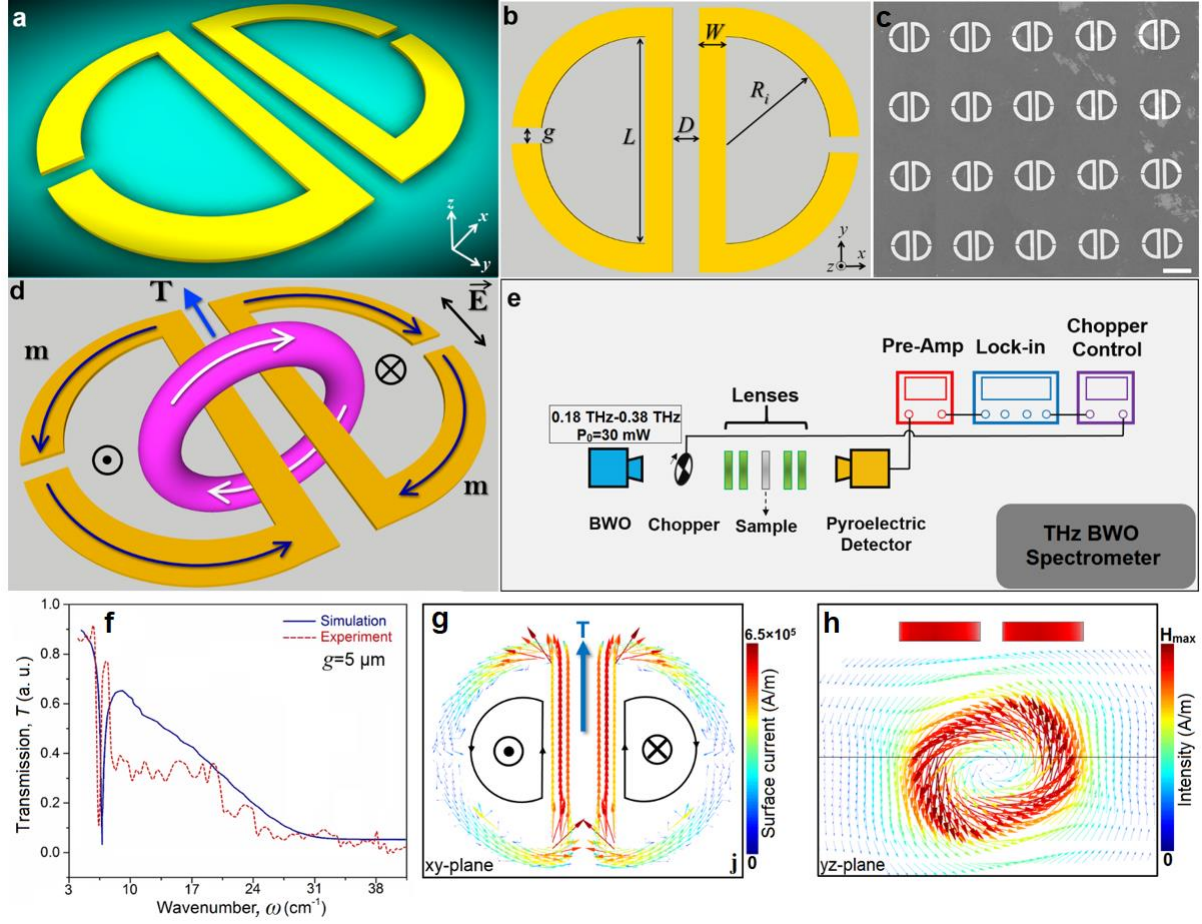 a
z
x
y
b
W
R_i
g
L
D
y
z
x
c
d
T
E
m
m
e
Pre-Amp
Lock-in
Chopper
Control
0.18 THz-0.38 THz
P₀=30 mW
Lenses
BWO
Chopper
Sample
Pyroelectric
Detector
THz BWO
Spectrometer
f
Simulation
Experiment
g=5 μm
Transmission, T (a. u.)
1.0
0.8
0.6
0.4
0.2
0.0
3
10
17
24
31
38
Wavenumber, ω (cm⁻¹)
g
T
6.5×10⁵
Surface current (A/m)
0
xy-plane
j
h
H_max
Intensity (A/m)
0
yz-plane